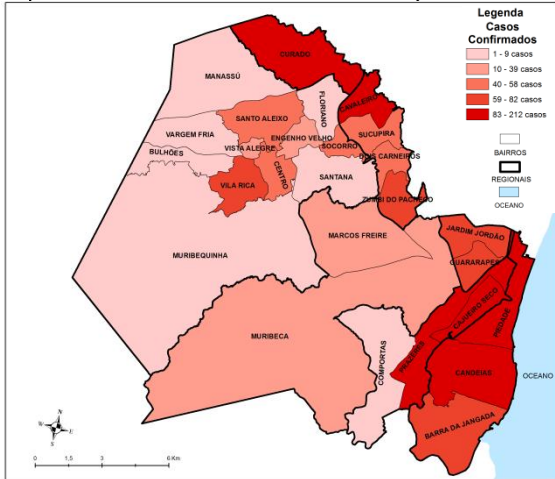 Legenda
Casos
Confirmados
1 - 9 casos
10 - 39 casos
40 - 58 casos
59 - 82 casos
83 - 212 casos
BAIRROS
REGIONAIS
OCEANO
CURADO
MANASSÚ
FLORIANO
CAVALEIRO
SANTO ALEIXO
VARGEM FRIA
ENGENHO VELHO
SUCUPIRA
BULHÕES
VISTA ALEGRE
SOCORRO
DOIS CARNEIROS
VILA RICA
CENTRO
SANTANA
ZUMBI DO PACHECO
MARCOS FREIRE
JARDIM JORDÃO
MURIBEQUINHA
GUARARAPES
CAJUEIRO SECO
PIEDADE
MURIBECA
COMPORTAS
PRAZERES
CANDEIAS
OCEANO
BARRA DA JANGADA
N
W E
S
0 1,5 3 6 Km